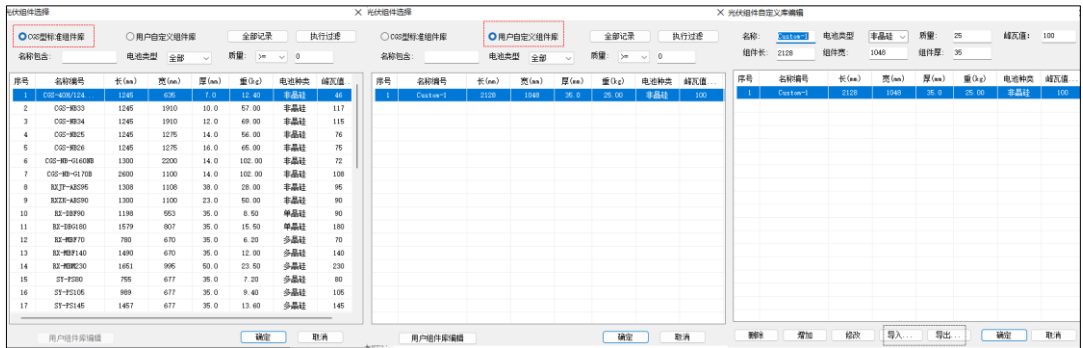 光伏组件选择
CGS型标准组件库 用户自定义组件库 全部记录 执行过滤
名称包含: 电池类型 全部 质量: >= 0
序号 名称编号 长(mm) 宽(mm) 厚(mm) 重(kg) 电池种类 峰瓦值...
1 CGS-40H/124... 1245 635 7.0 12.40 非晶硅 46
2 CGS-NB33 1245 1910 10.0 57.00 非晶硅 117
3 CGS-NB34 1245 1910 12.0 69.00 非晶硅 115
4 CGS-NB25 1245 1275 14.0 56.00 非晶硅 76
5 CGS-NB26 1245 1275 16.0 65.00 非晶硅 75
6 CGS-NB-G160NB 1300 2200 14.0 102.00 非晶硅 72
7 CGS-NB-G170B 2600 1100 14.0 102.00 非晶硅 108
8 RXJP-ABS95 1308 1108 38.0 28.00 非晶硅 95
9 RXZK-ABS90 1300 1100 23.0 50.00 非晶硅 90
10 RX-DBF90 1198 553 35.0 8.50 单晶硅 90
11 RX-DBG180 1579 807 35.0 15.50 单晶硅 180
12 RX-MBF70 780 670 35.0 6.20 多晶硅 70
13 RX-MBF140 1490 670 35.0 12.00 多晶硅 140
14 RX-MBM230 1651 995 50.0 23.50 多晶硅 230
15 SY-PS80 755 677 35.0 7.20 多晶硅 80
16 SY-PS105 989 677 35.0 9.40 多晶硅 105
17 SY-PS145 1457 677 35.0 13.60 多晶硅 145
用户组件库编辑 确定 取消
光伏组件选择
CGS型标准组件库 用户自定义组件库 全部记录 执行过滤
名称包含: 电池类型 全部 质量: >= 0
序号 名称编号 长(mm) 宽(mm) 厚(mm) 重(kg) 电池种类 峰瓦值...
1 Custom-1 2128 1048 35.0 25.00 非晶硅 100
用户组件库编辑 确定 取消
光伏组件自定义库编辑
名称: Custom-1 电池类型 非晶硅 质量: 25 峰瓦值: 100
组件长: 2128 组件宽: 1048 组件厚: 35
序号 名称编号 长(mm) 宽(mm) 厚(mm) 重(kg) 电池种类 峰瓦值
1 Custom-1 2128 1048 35.0 25.00 非晶硅 100
删除 增加 修改 导入... 导出... 确定 取消